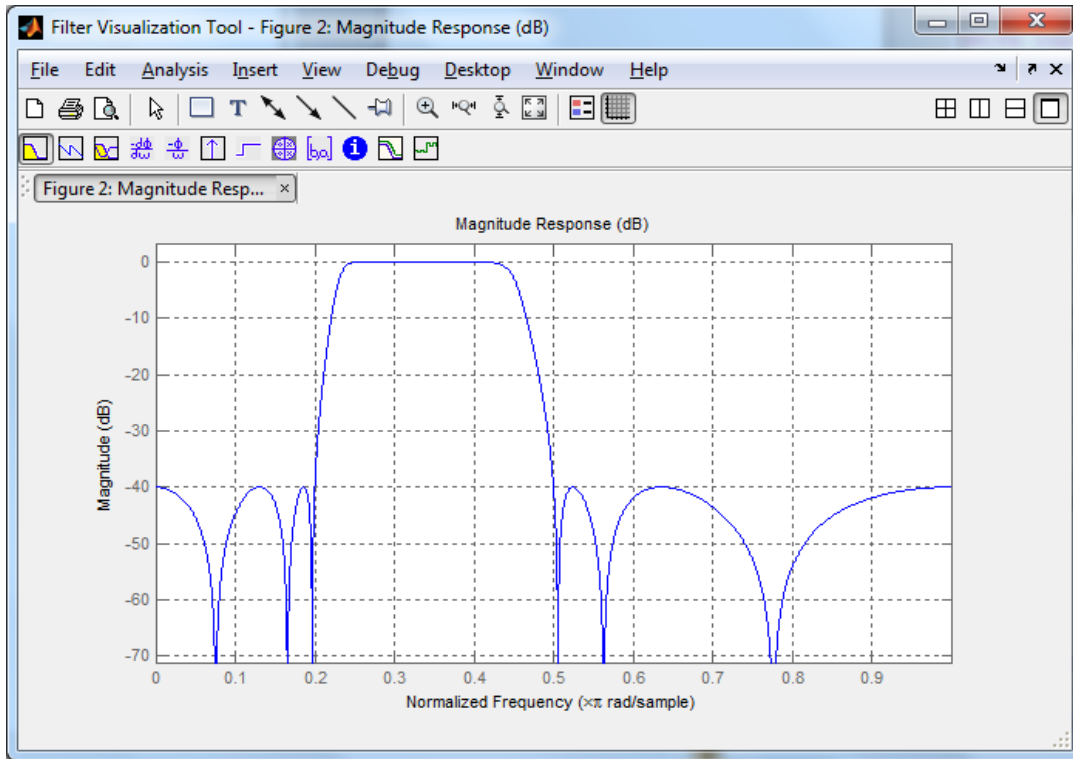 Filter Visualization Tool - Figure 2: Magnitude Response (dB)
File Edit Analysis Insert View Debug Desktop Window Help
T
[b,a] i
Figure 2: Magnitude Resp... ×
Magnitude Response (dB)
0
-10
-20
-30
-40
-50
-60
-70
Magnitude (dB)
0 0.1 0.2 0.3 0.4 0.5 0.6 0.7 0.8 0.9
Normalized Frequency (×π rad/sample)